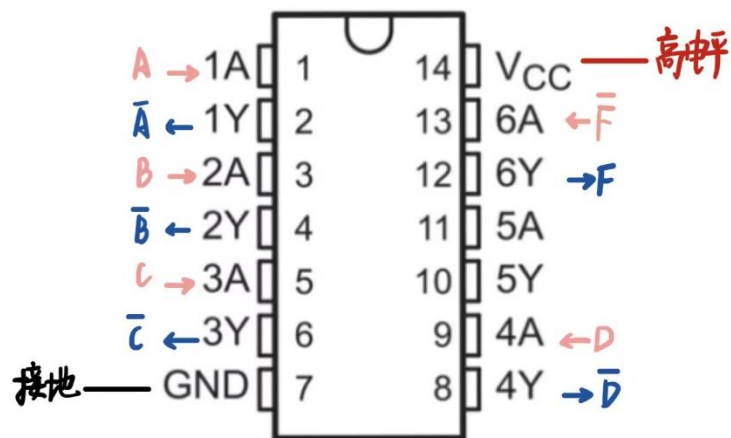 A → 1A 1 14 VCC 高电平
A̅ ← 1Y 2 13 6A ← F̅
B → 2A 3 12 6Y → F
B̅ ← 2Y 4 11 5A
C → 3A 5 10 5Y
C̅ ← 3Y 6 9 4A ← D
接地 GND 7 8 4Y → D̅